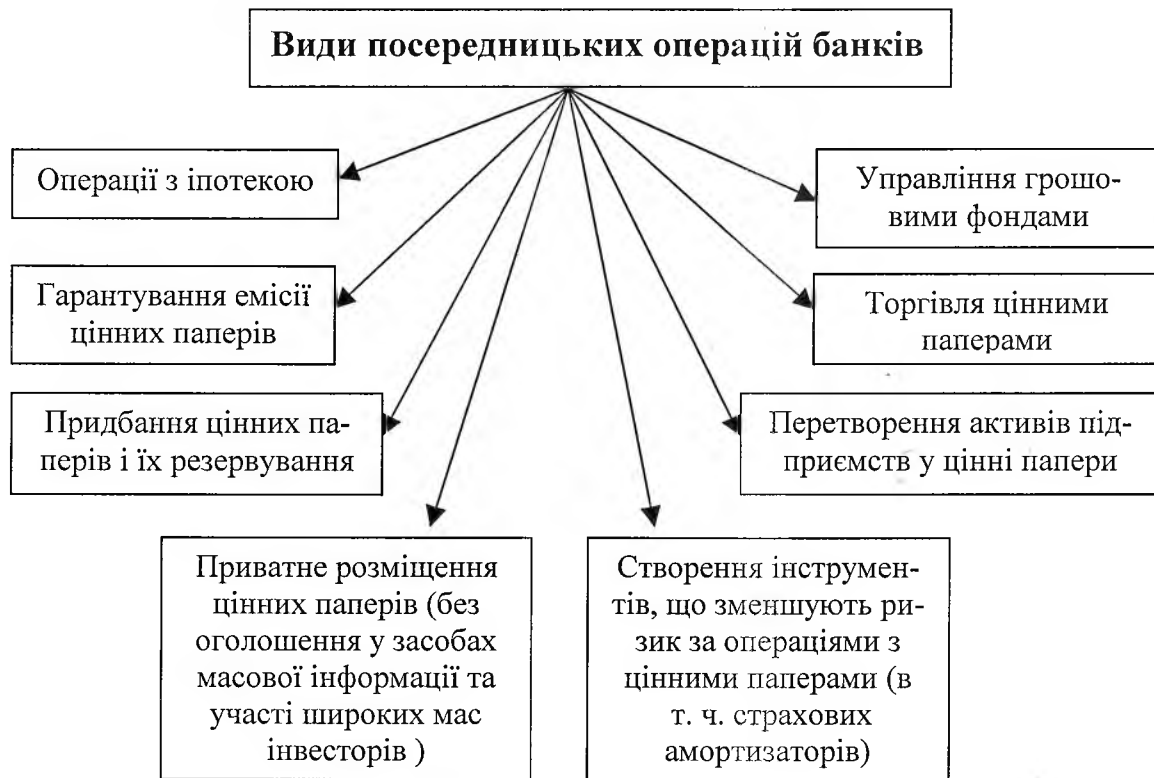 Види посередницьких операцій банків
Операції з іпотекою
Управління грошо-
вими фондами
Гарантування емісії
цінних паперів
Торгівля цінними
паперами
Придбання цінних па-
перів і їх резервування
Перетворення активів під-
приємств у цінні папери
Приватне розміщення
цінних паперів (без
оголошення у засобах
масової інформації та
участі широких мас
інвесторів )
Створення інструмен-
тів, що зменшують ри-
зик за операціями з
цінними паперами (в
т. ч. страхових
амортизаторів)